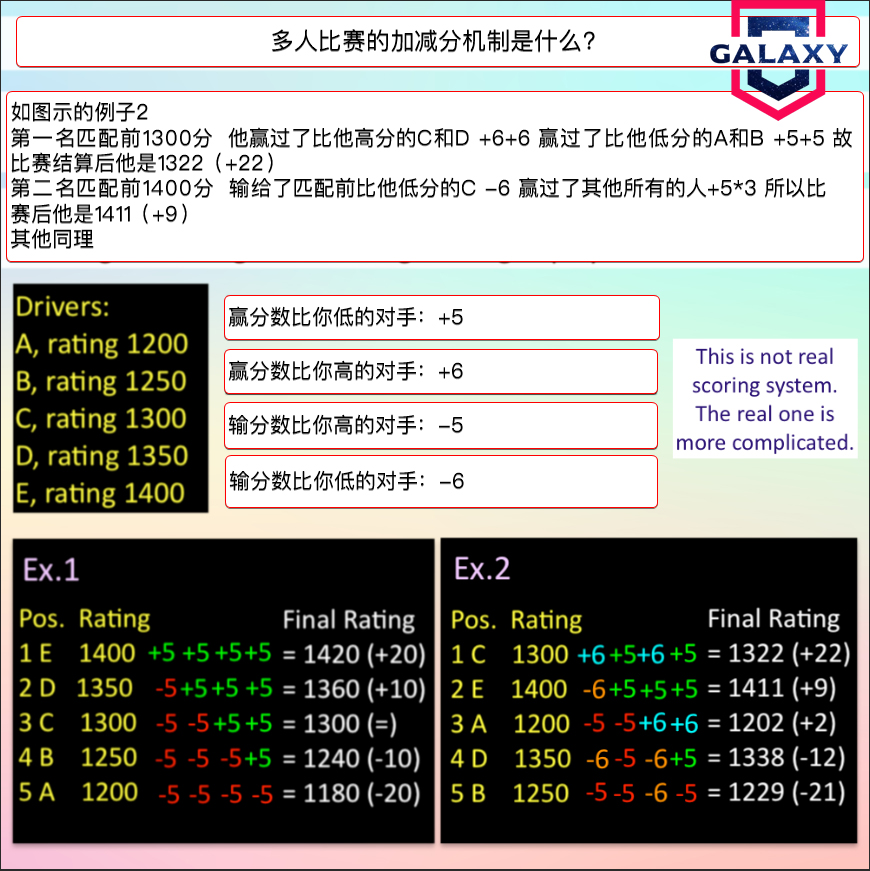 多人比赛的加减分机制是什么？
GALAXY
如图示的例子2
第一名匹配前1300分 他赢过了比他高分的C和D +6+6 赢过了比他低分的A和B +5+5 故
比赛结算后他是1322（+22）
第二名匹配前1400分 输给了匹配前比他低分的C -6 赢过了其他所有的人+5*3 所以比
赛后他是1411（+9）
其他同理
Drivers:
A, rating 1200
B, rating 1250
C, rating 1300
D, rating 1350
E, rating 1400
赢分数比你低的对手：+5
赢分数比你高的对手：+6
输分数比你高的对手：-5
输分数比你低的对手：-6
This is not real
scoring system.
The real one is
more complicated.
Ex.1
Pos. Rating Final Rating
1 E 1400 +5 +5 +5+5 = 1420 (+20)
2 D 1350 -5+5 +5 +5 = 1360 (+10)
3 C 1300 -5 -5+5 +5 = 1300 (=)
4 B 1250 -5 -5 -5+5 = 1240 (-10)
5 A 1200 -5 -5 -5 -5 = 1180 (-20)
Ex.2
Pos. Rating Final Rating
1 C 1300 +6+5+6 +5 = 1322 (+22)
2 E 1400 -6+5+5+5 = 1411 (+9)
3 A 1200 -5 -5+6+6 = 1202 (+2)
4 D 1350 -6 -5 -6+5 = 1338 (-12)
5 B 1250 -5 -5 -6 -5 = 1229 (-21)